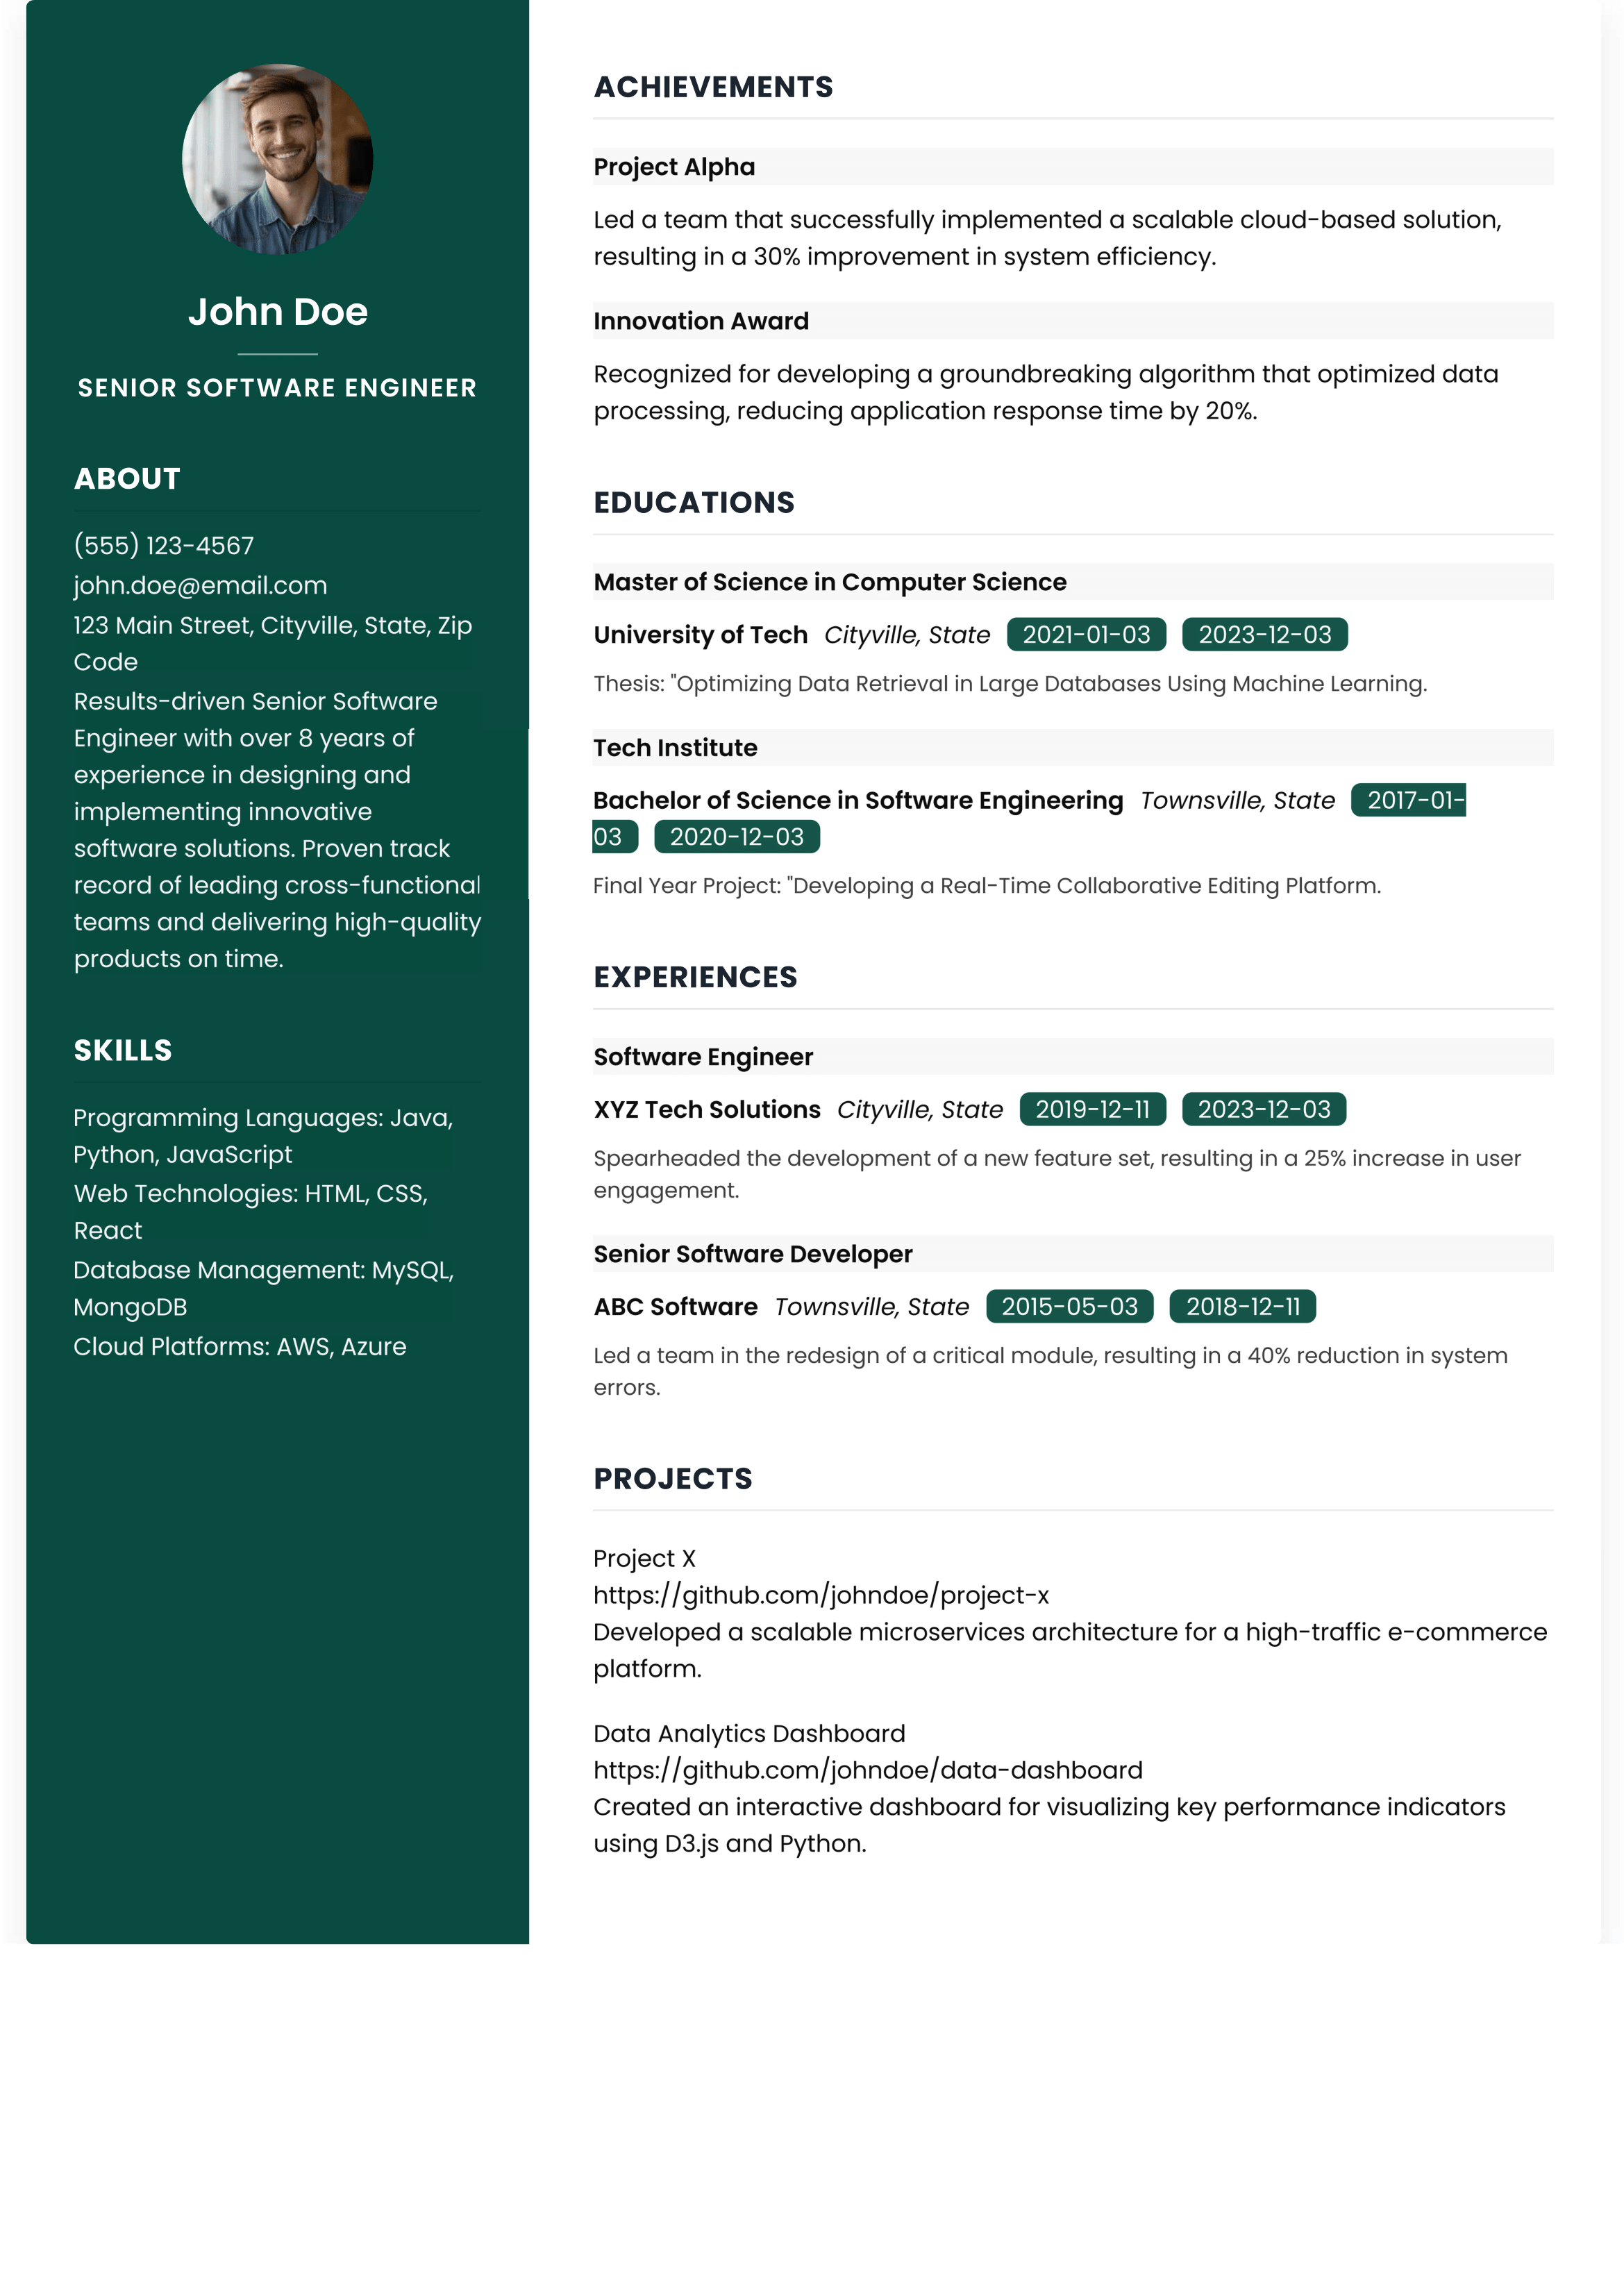 John Doe
SENIOR SOFTWARE ENGINEER
ABOUT
(555) 123-4567
john.doe@email.com
123 Main Street, Cityville, State, Zip
Code
Results-driven Senior Software
Engineer with over 8 years of
experience in designing and
implementing innovative
software solutions. Proven track
record of leading cross-functional
teams and delivering high-quality
products on time.
SKILLS
Programming Languages: Java,
Python, JavaScript
Web Technologies: HTML, CSS,
React
Database Management: MySQL,
MongoDB
Cloud Platforms: AWS, Azure
ACHIEVEMENTS
Project Alpha
Led a team that successfully implemented a scalable cloud-based solution,
resulting in a 30% improvement in system efficiency.
Innovation Award
Recognized for developing a groundbreaking algorithm that optimized data
processing, reducing application response time by 20%.
EDUCATIONS
Master of Science in Computer Science
University of Tech Cityville, State 2021-01-03 2023-12-03
Thesis: "Optimizing Data Retrieval in Large Databases Using Machine Learning.
Tech Institute
Bachelor of Science in Software Engineering Townsville, State 2017-01-
03 2020-12-03
Final Year Project: "Developing a Real-Time Collaborative Editing Platform.
EXPERIENCES
Software Engineer
XYZ Tech Solutions Cityville, State 2019-12-11 2023-12-03
Spearheaded the development of a new feature set, resulting in a 25% increase in user
engagement.
Senior Software Developer
ABC Software Townsville, State 2015-05-03 2018-12-11
Led a team in the redesign of a critical module, resulting in a 40% reduction in system
errors.
PROJECTS
Project X
https://github.com/johndoe/project-x
Developed a scalable microservices architecture for a high-traffic e-commerce
platform.
Data Analytics Dashboard
https://github.com/johndoe/data-dashboard
Created an interactive dashboard for visualizing key performance indicators
using D3.js and Python.